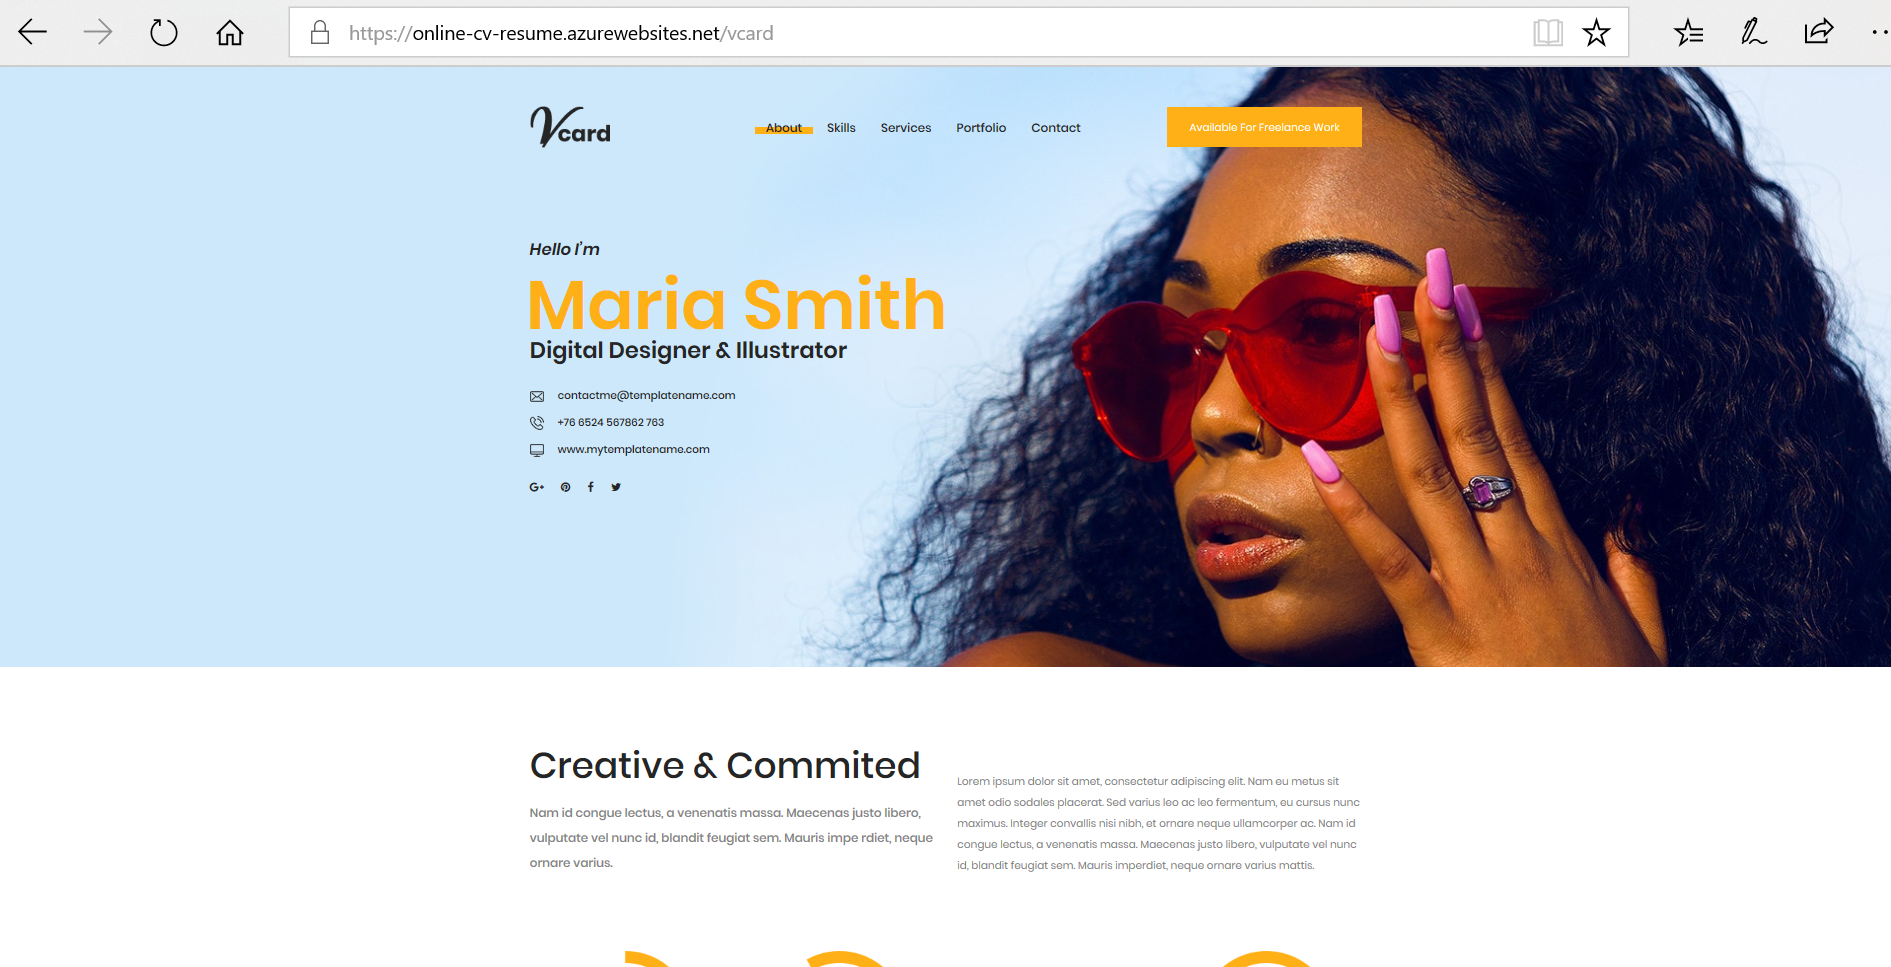 https://online-cv-resume.azurewebsites.net/vcard
Vcard
About Skills Services Portfolio Contact
Available For Freelance Work
Hello I'm
Maria Smith
Digital Designer & Illustrator
contactme@templatename.com
+76 6524 567862 763
www.mytemplatename.com
G+
Creative & Commited
Nam id congue lectus, a venenatis massa. Maecenas justo libero,
vulputate vel nunc id, blandit feugiat sem. Mauris impe rdiet, neque
ornare varius.
Lorem ipsum dolor sit amet, consectetur adipiscing elit. Nam eu metus sit
amet odio sodales placerat. Sed varius leo ac leo fermentum, eu cursus nunc
maximus. Integer convallis nisi nibh, et ornare neque ullamcorper ac. Nam id
congue lectus, a venenatis massa. Maecenas justo libero, vulputate vel nunc
id, blandit feugiat sem. Mauris imperdiet, neque ornare varius mattis.